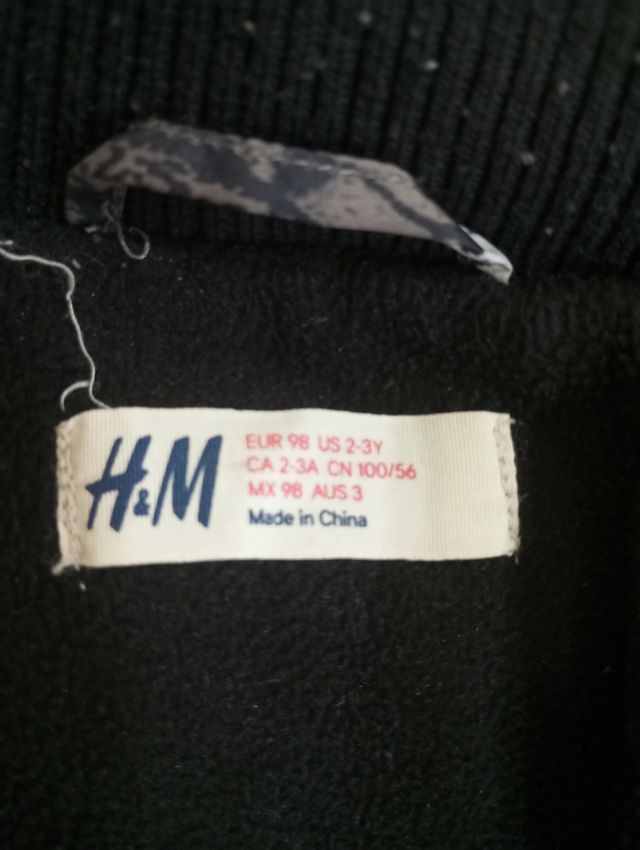 H&M
EUR 98 US 2-3Y
CA 2-3A CN 100/56
MX 98 AUS 3
Made in China